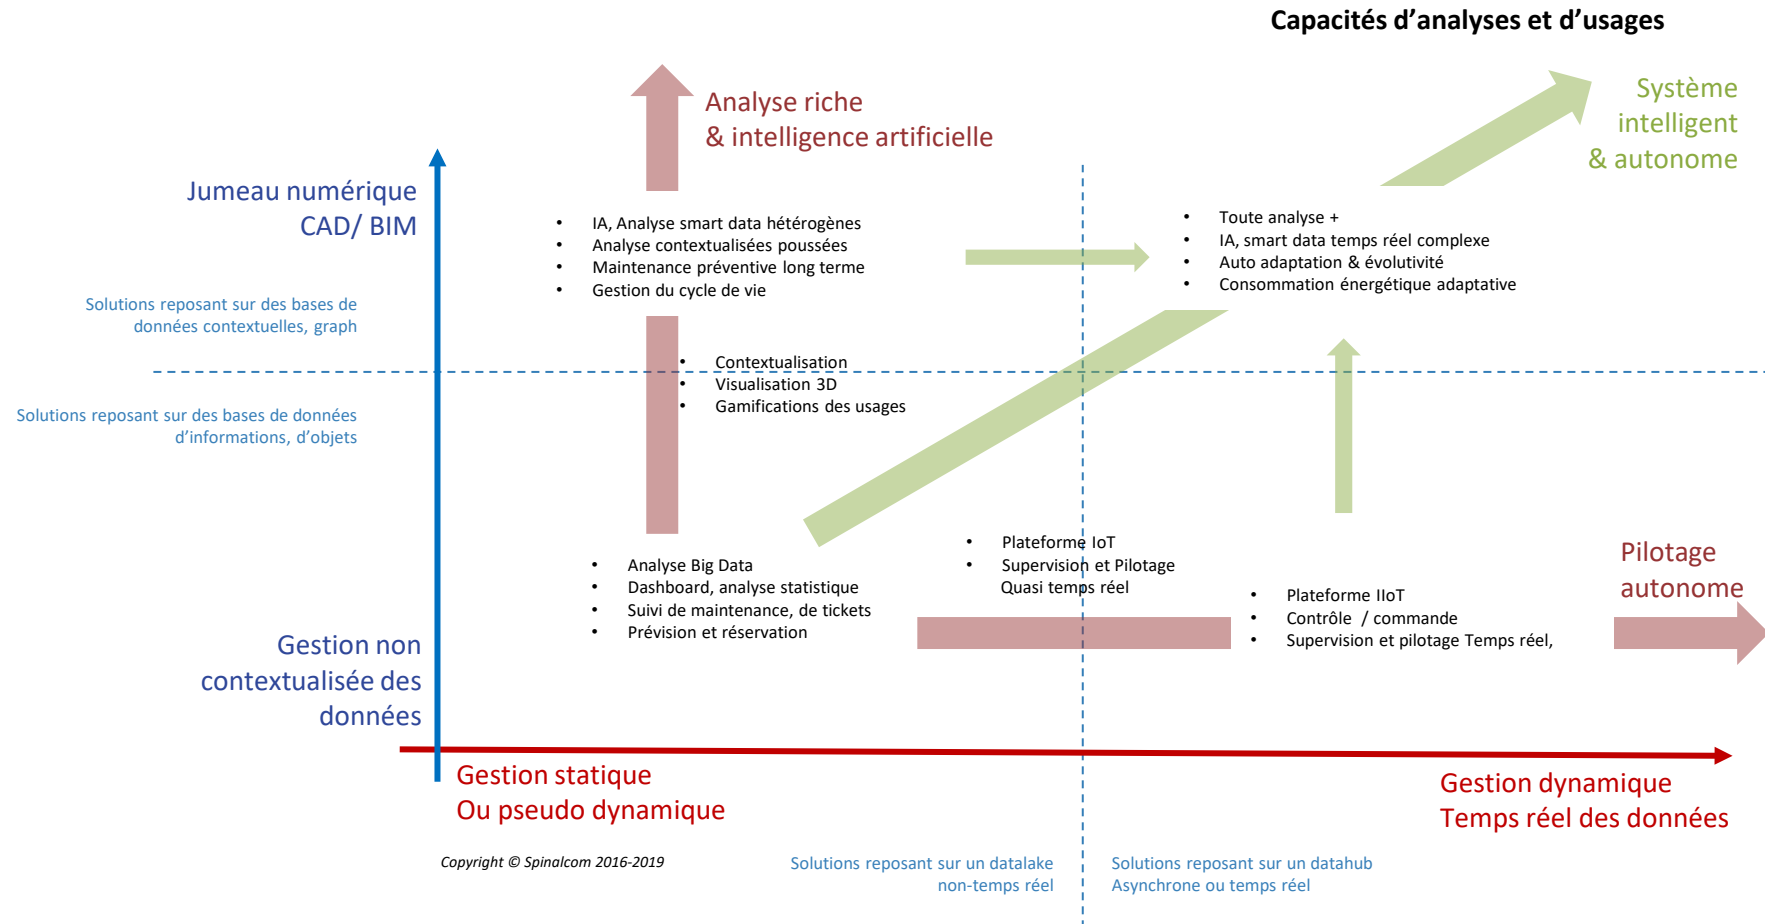 Capacités d'analyses et d'usages
Analyse riche
& intelligence artificielle
Système
intelligent
& autonome
Jumeau numérique
CAD/ BIM
• IA, Analyse smart data hétérogènes
• Analyse contextualisées poussées
• Maintenance préventive long terme
• Gestion du cycle de vie
• Toute analyse +
• IA, smart data temps réel complexe
• Auto adaptation & évolutivité
• Consommation énergétique adaptative
Solutions reposant sur des bases de
données contextuelles, graph
• Contextualisation
• Visualisation 3D
• Gamifications des usages
Solutions reposant sur des bases de données
d'informations, d'objets
• Analyse Big Data
• Dashboard, analyse statistique
• Suivi de maintenance, de tickets
• Prévision et réservation
• Plateforme IoT
• Supervision et Pilotage
Quasi temps réel
• Plateforme IIoT
• Contrôle / commande
• Supervision et pilotage Temps réel,
Pilotage
autonome
Gestion non
contextualisée des
données
Gestion statique
Ou pseudo dynamique
Gestion dynamique
Temps réel des données
Copyright © Spinalcom 2016-2019
Solutions reposant sur un datalake
non-temps réel
Solutions reposant sur un datahub
Asynchrone ou temps réel